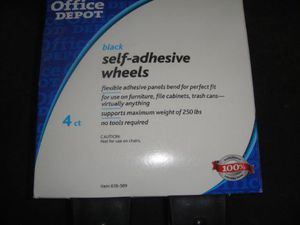 Office
DEPOT
black
self-adhesive
wheels
flexible adhesive panels bend for perfect fit
for use on furniture, file cabinets, trash cans—
virtually anything
supports maximum weight of 250 lbs
no tools required
4 ct
CAUTION:
Not for use on chairs.
100%